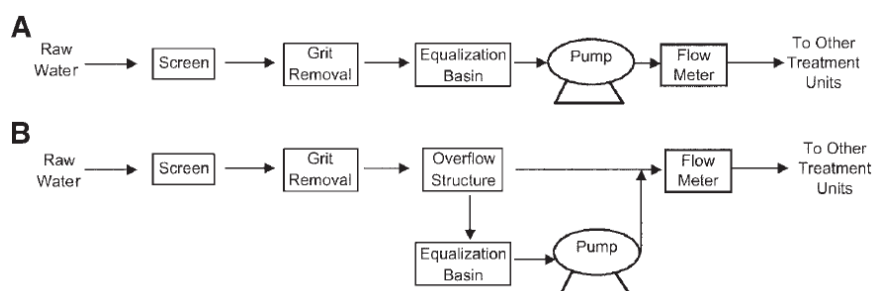 A
Raw
Water
Screen
Grit
Removal
Equalization
Basin
Pump
Flow
Meter
To Other
Treatment
Units
B
Raw
Water
Screen
Grit
Removal
Overflow
Structure
Flow
Meter
To Other
Treatment
Units
Equalization
Basin
Pump